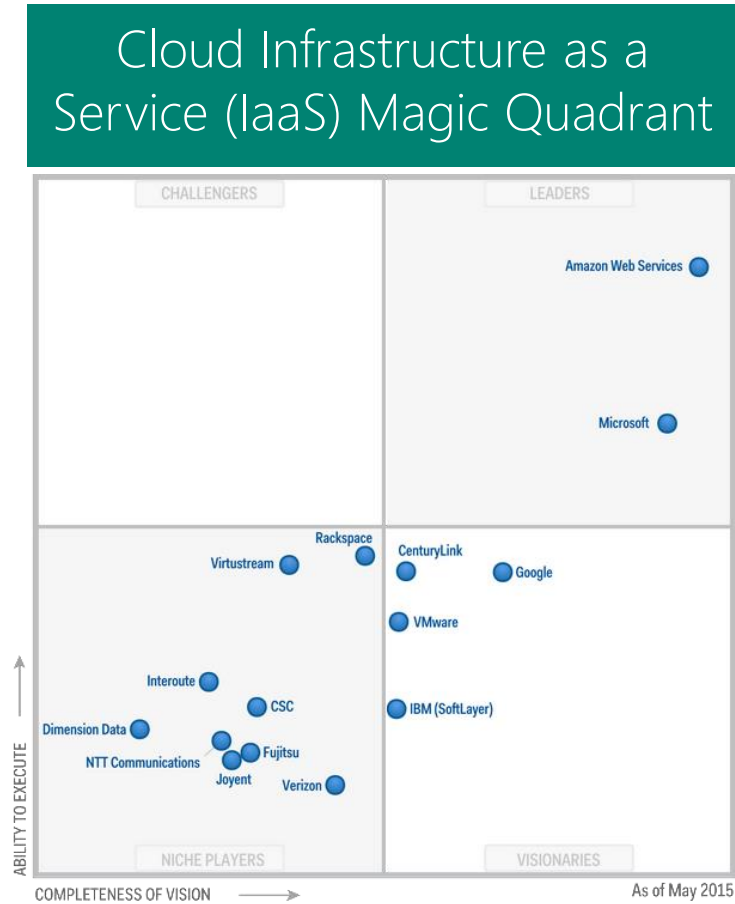 Cloud Infrastructure as a
Service (IaaS) Magic Quadrant
CHALLENGERS
LEADERS
Amazon Web Services
Microsoft
Rackspace
Virtustream
CenturyLink
Google
VMware
Interoute
CSC
IBM (SoftLayer)
Dimension Data
NTT Communications
Fujitsu
Joyent
Verizon
NICHE PLAYERS
VISIONARIES
ABILITY TO EXECUTE
COMPLETENESS OF VISION
As of May 2015